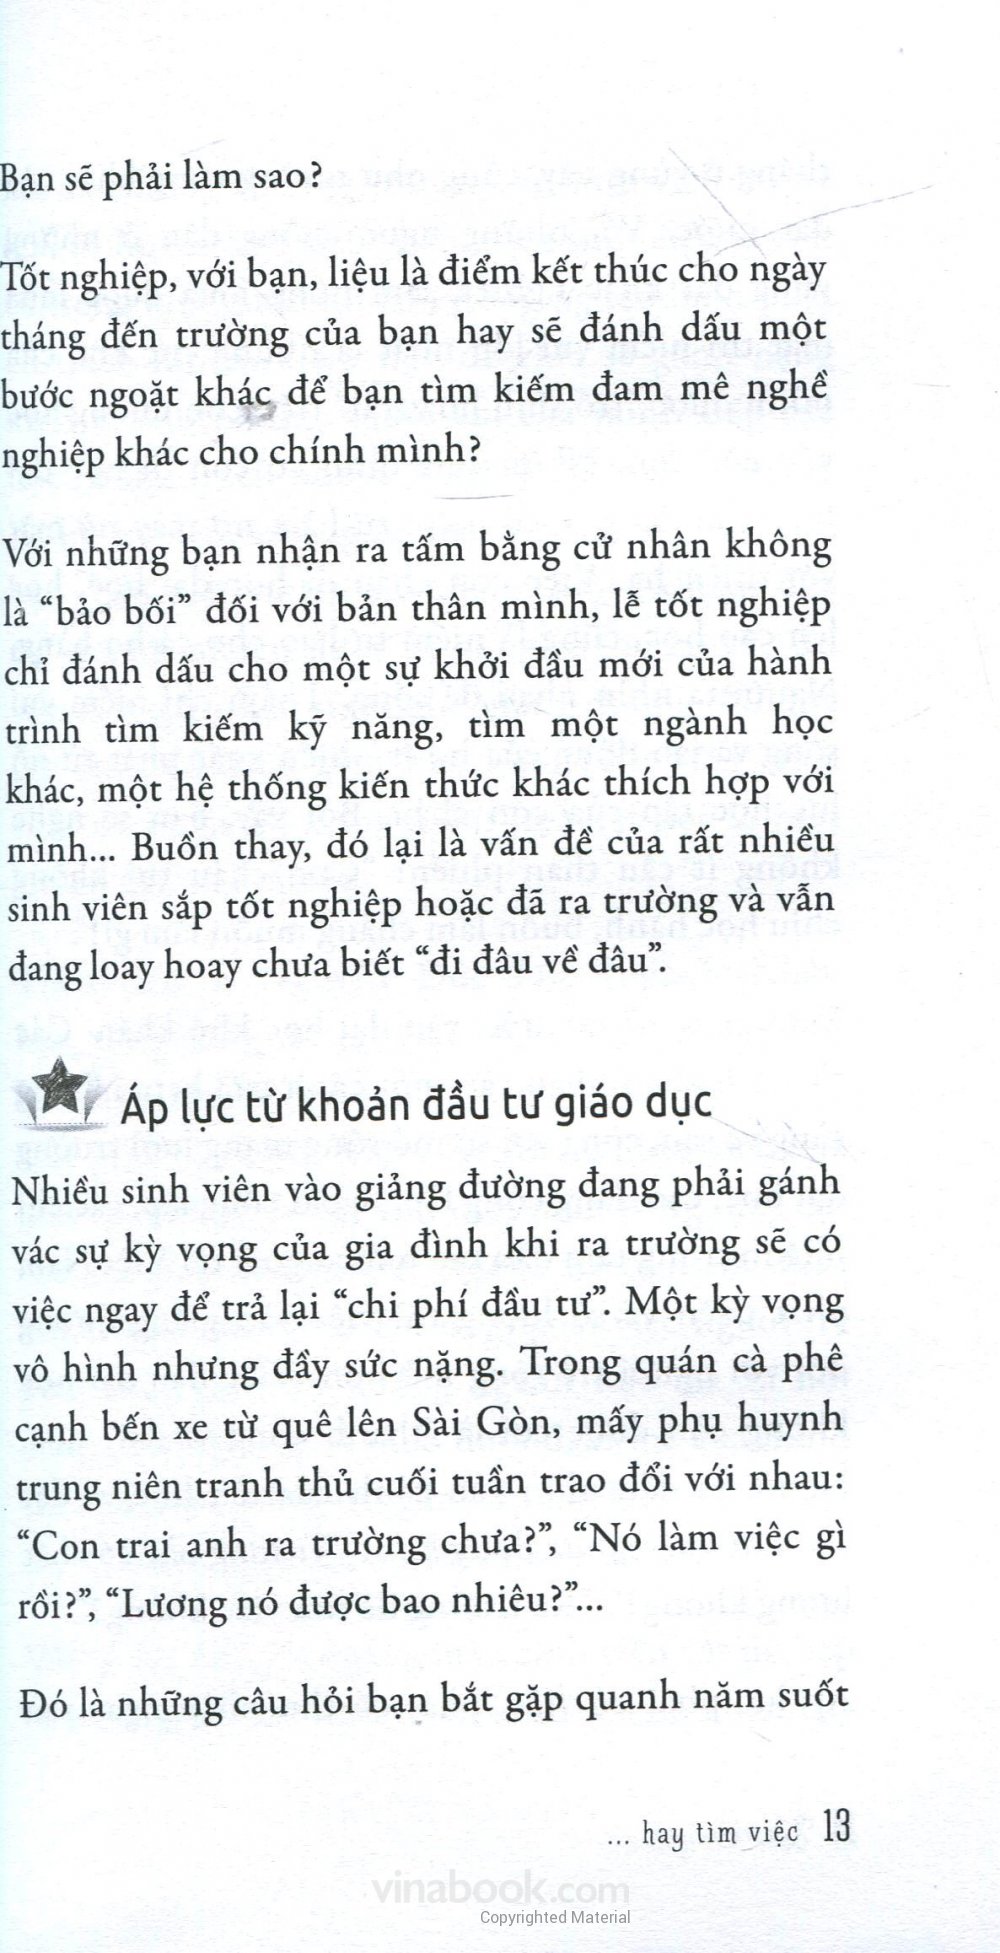 Bạn sẽ phải làm sao?
Tốt nghiệp, với bạn, liệu là điểm kết thúc cho ngày
tháng đến trường của bạn hay sẽ đánh dấu một
bước ngoặt khác để bạn tìm kiếm đam mê nghề
nghiệp khác cho chính mình?
Với những bạn nhận ra tấm bằng cử nhân không
là “bảo bối” đối với bản thân mình, lễ tốt nghiệp
chỉ đánh dấu cho một sự khởi đầu mới của hành
trình tìm kiếm kỹ năng, tìm một ngành học
khác, một hệ thống kiến thức khác thích hợp với
mình... Buồn thay, đó lại là vấn đề của rất nhiều
sinh viên sắp tốt nghiệp hoặc đã ra trường và vẫn
đang loay hoay chưa biết “đi đâu về đâu”.
Áp lực từ khoản đầu tư giáo dục
Nhiều sinh viên vào giảng đường đang phải gánh
vác sự kỳ vọng của gia đình khi ra trường sẽ có
việc ngay để trả lại “chi phí đầu tư”. Một kỳ vọng
vô hình nhưng đầy sức nặng. Trong quán cà phê
cạnh bến xe từ quê lên Sài Gòn, mấy phụ huynh
trung niên tranh thủ cuối tuần trao đổi với nhau:
“Con trai anh ra trường chưa?”, “Nó làm việc gì
rồi?”, “Lương nó được bao nhiêu?”...
Đó là những câu hỏi bạn bắt gặp quanh năm suốt
... hay tìm việc 13
vinabook.com
Copyrighted Material